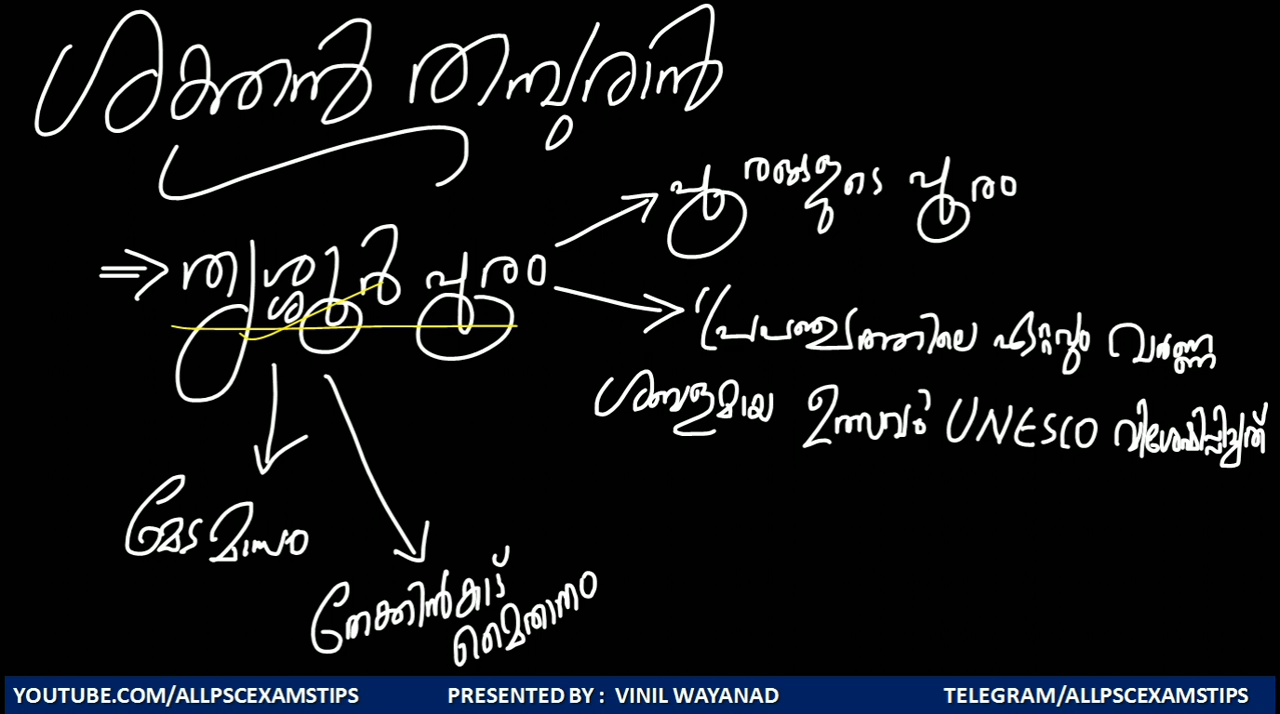 ശക്തൻ തമ്പുരാൻ
തൃശ്ശൂർ പൂരം
പൂരങ്ങളുടെ പൂരം
"പ്രപഞ്ചത്തിലെ ഏറ്റവും വർണ്ണ
ശബളമായ ഉത്സവം UNESCO വിശേഷിപ്പിച്ചത്
മേടമാസം
തേക്കിൻകാട്
മൈതാനം
YOUTUBE.COM/ALLPSCEXAMSTIPS PRESENTED BY : VINIL WAYANAD TELEGRAM/ALLPSCEXAMSTIPS